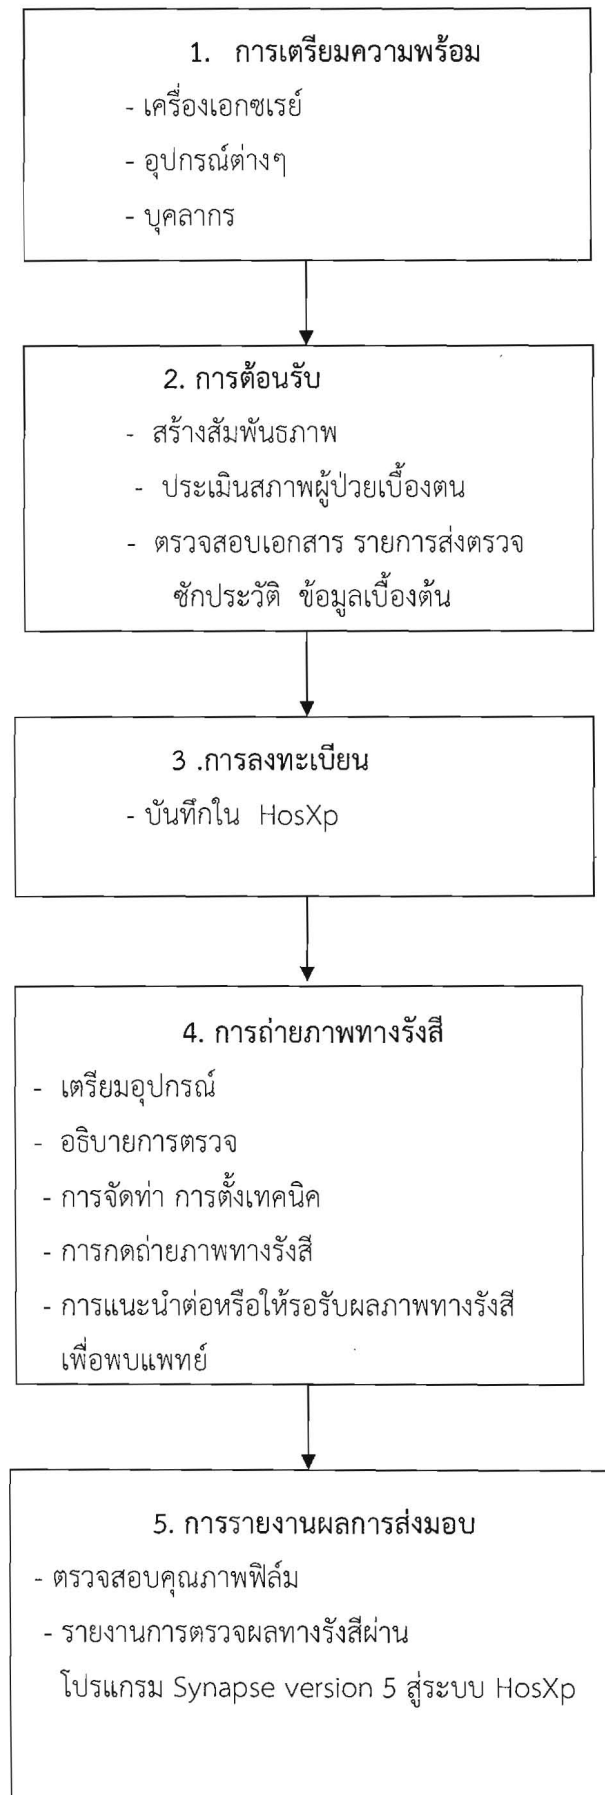 1. การเตรียมความพร้อม
- เครื่องเอกซเรย์
- อุปกรณ์ต่างๆ
- บุคลากร
2. การต้อนรับ
- สร้างสัมพันธภาพ
- ประเมินสภาพผู้ป่วยเบื้องตน
- ตรวจสอบเอกสาร รายการส่งตรวจ
ซักประวัติ ข้อมูลเบื้องต้น
3 .การลงทะเบียน
- บันทึกใน HosXp
4. การถ่ายภาพทางรังสี
- เตรียมอุปกรณ์
- อธิบายการตรวจ
- การจัดท่า การตั้งเทคนิค
- การกดถ่ายภาพทางรังสี
- การแนะนำต่อหรือให้รอรับผลภาพทางรังสี
เพื่อพบแพทย์
5. การรายงานผลการส่งมอบ
- ตรวจสอบคุณภาพฟิล์ม
- รายงานการตรวจผลทางรังสีผ่าน
โปรแกรม Synapse version 5 สู่ระบบ HosXp